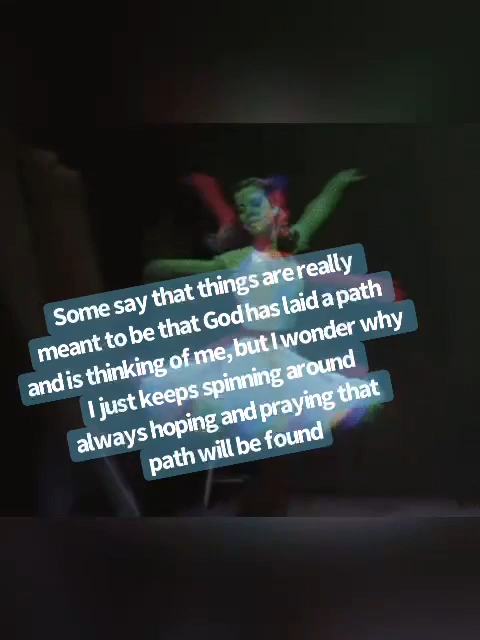 Some say that things are really
meant to be that God has laid a path
and is thinking of me, but I wonder why
I just keeps spinning around
always hoping and praying that
path will be found